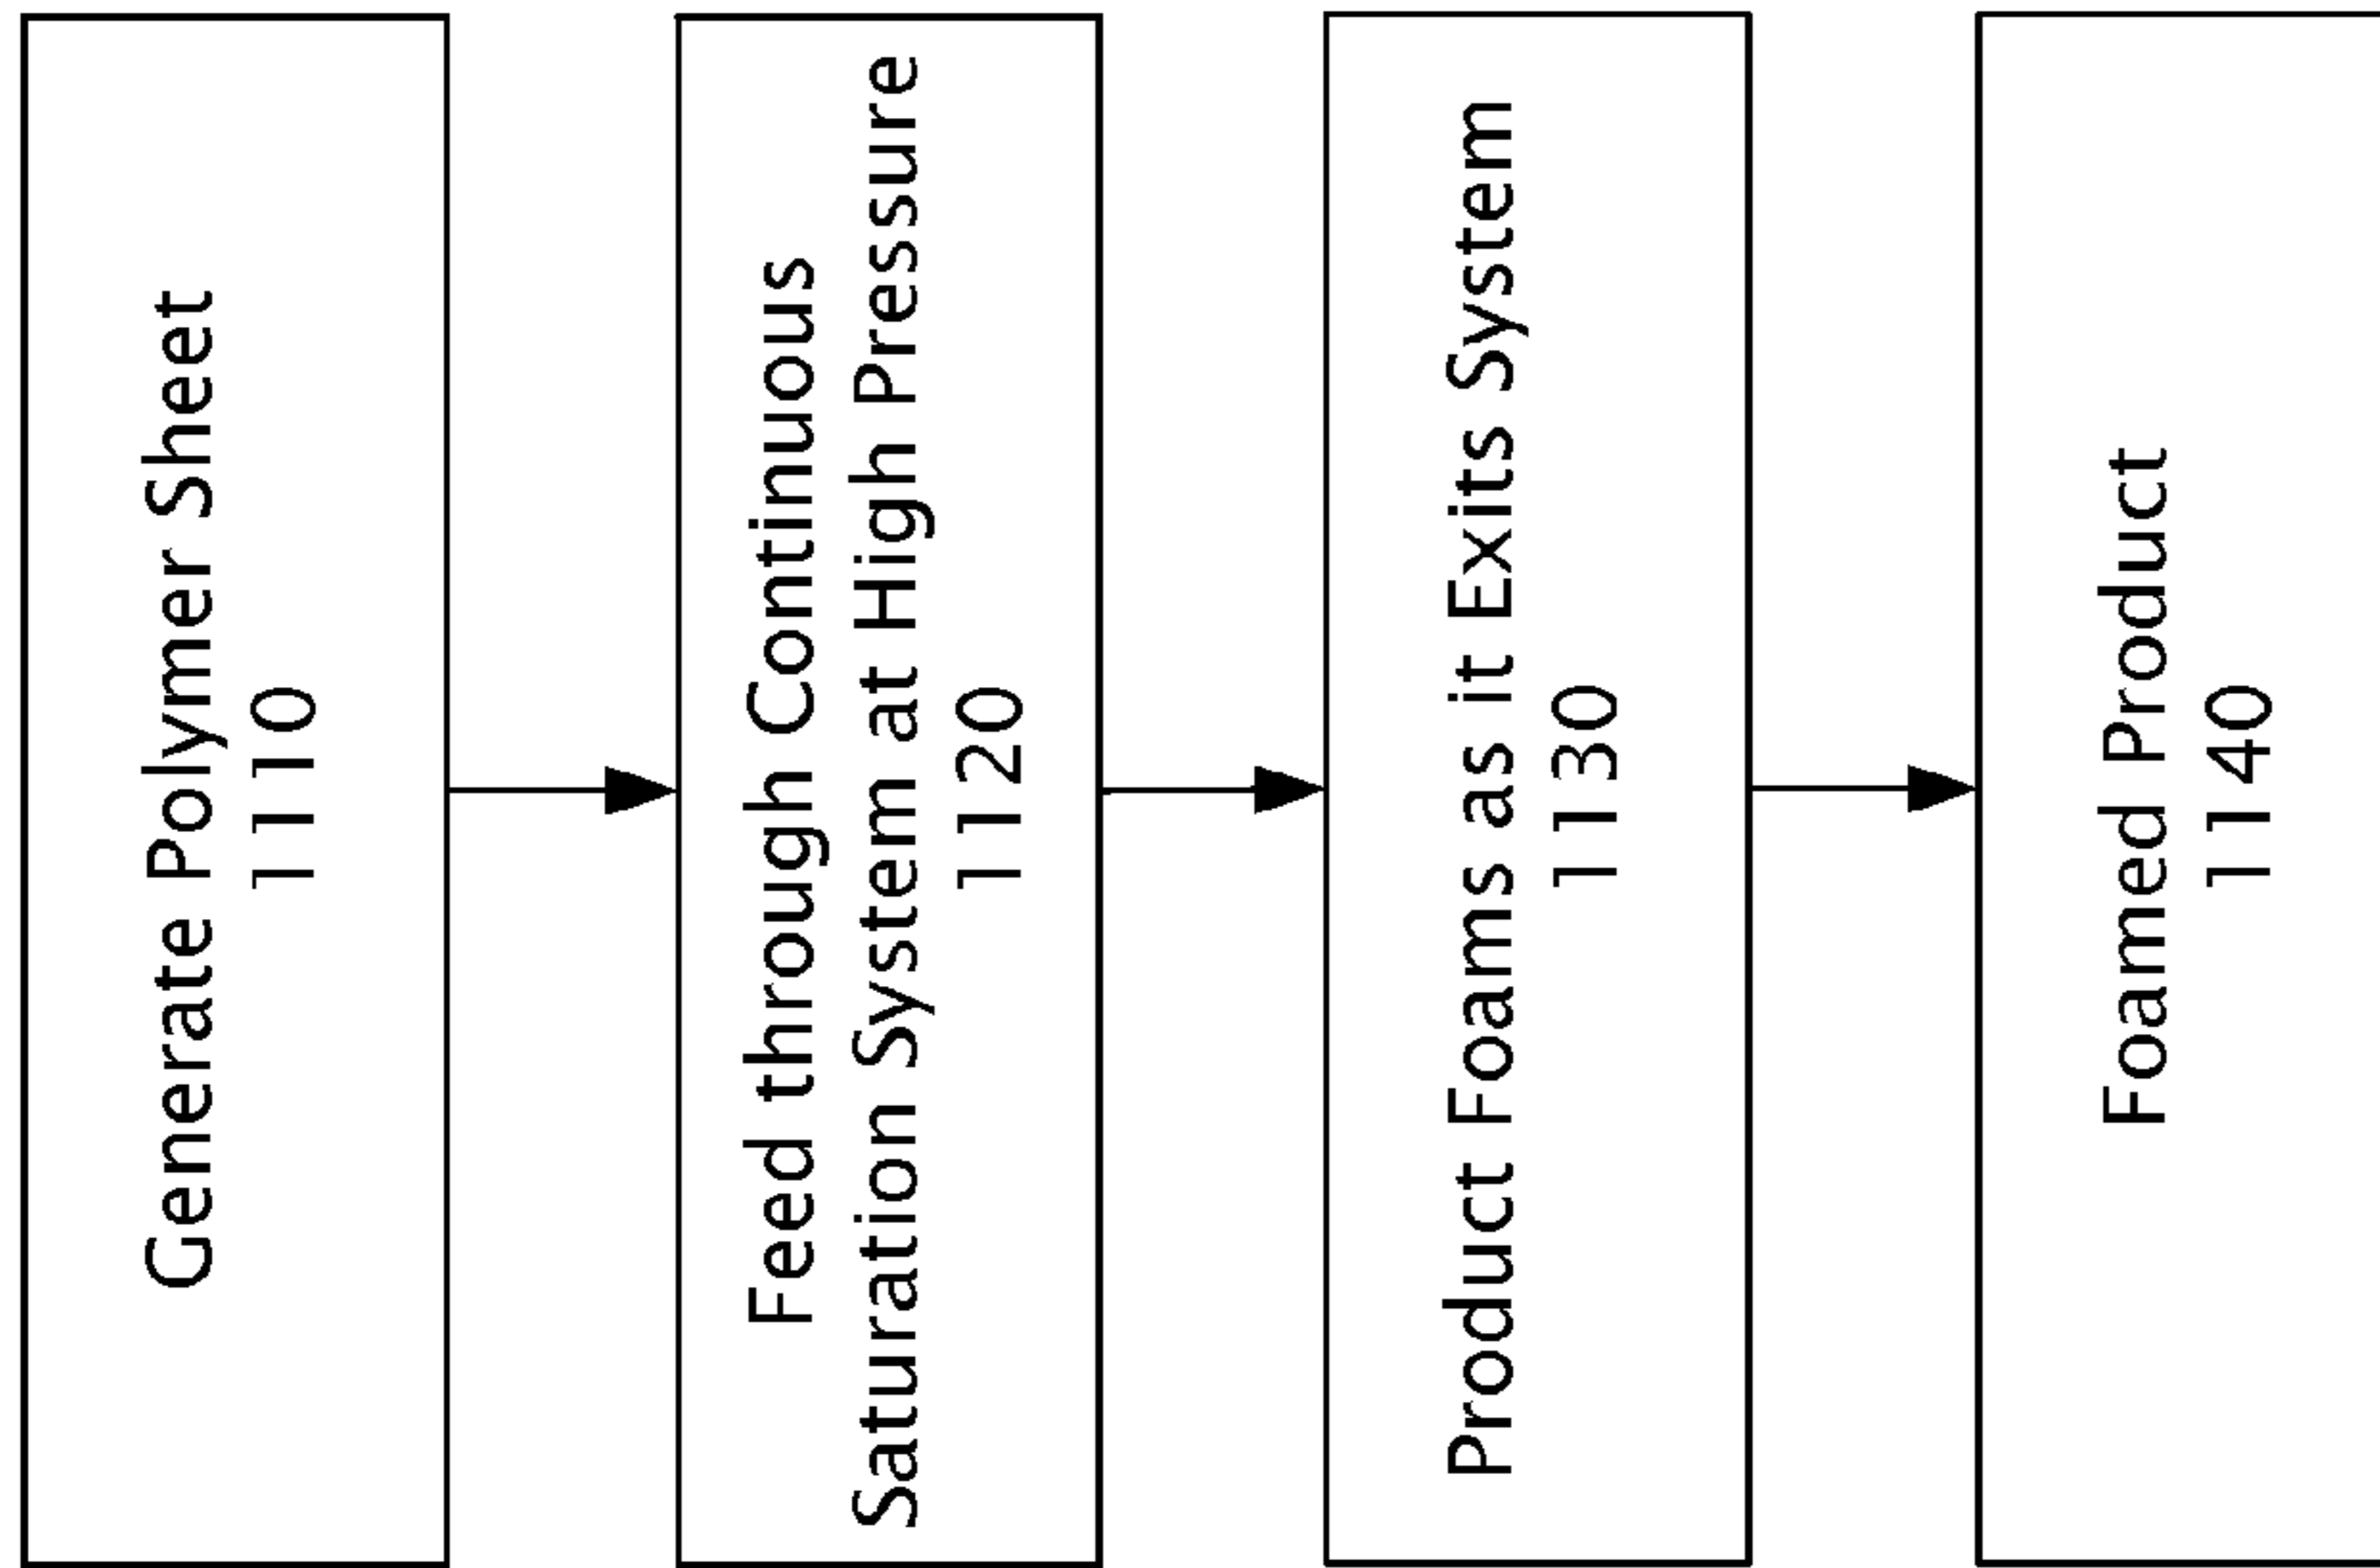 Generate Polymer Sheet
1110
Feed through Continuous
Saturation System at High Pressure
1120
Product Foams as it Exits System
1130
Foamed Product
1140